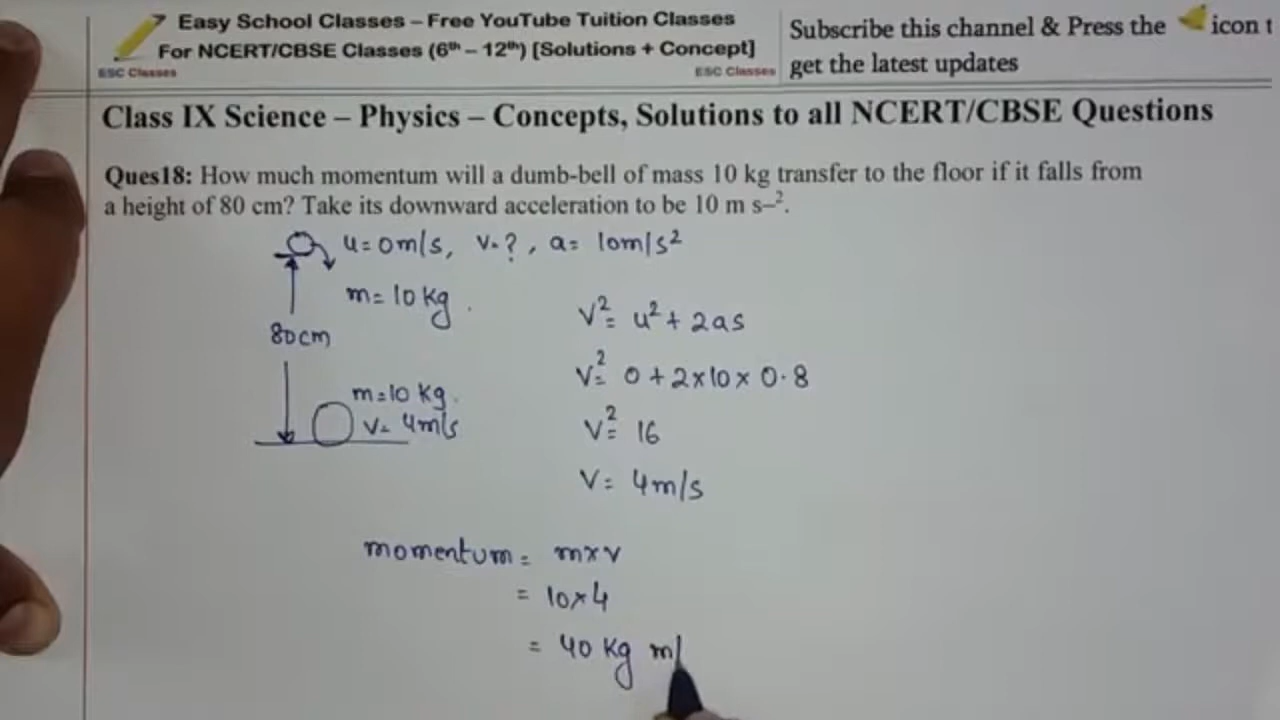 Easy School Classes – Free YouTube Tuition Classes
For NCERT/CBSE Classes (6th – 12th) [Solutions + Concept]
ESC Classes
ESC Classes
Subscribe this channel & Press the icon t
get the latest updates
Class IX Science – Physics – Concepts, Solutions to all NCERT/CBSE Questions
Ques18: How much momentum will a dumb-bell of mass 10 kg transfer to the floor if it falls from
a height of 80 cm? Take its downward acceleration to be 10 m s–².
u = 0 m/s, v = ?, a = 10m/s²
m = 10 kg.
80cm
m = 10 kg.
v = 4m/s
V² = u² + 2as
V² = 0 + 2×10× 0.8
V² = 16
V = 4m/s
momentum = m×v
= 10×4
= 40 kg m/